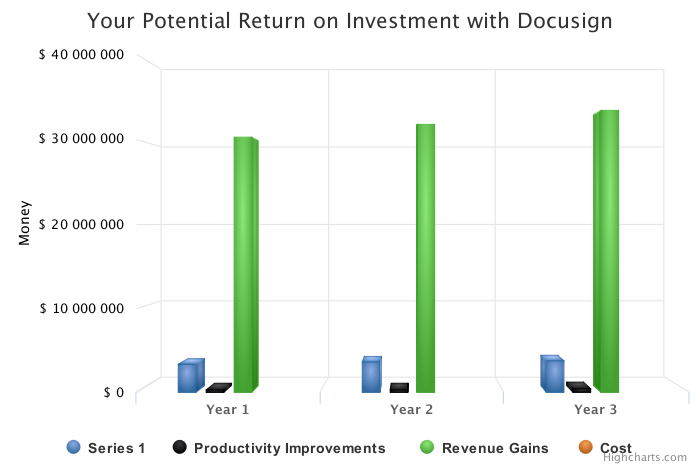 Your Potential Return on Investment with Docusign
$ 40 000 000
$ 30 000 000
$ 20 000 000
$ 10 000 000
$ 0
Money
Year 1
Year 2
Year 3
Series 1
Productivity Improvements
Revenue Gains
Cost
Highcharts.com